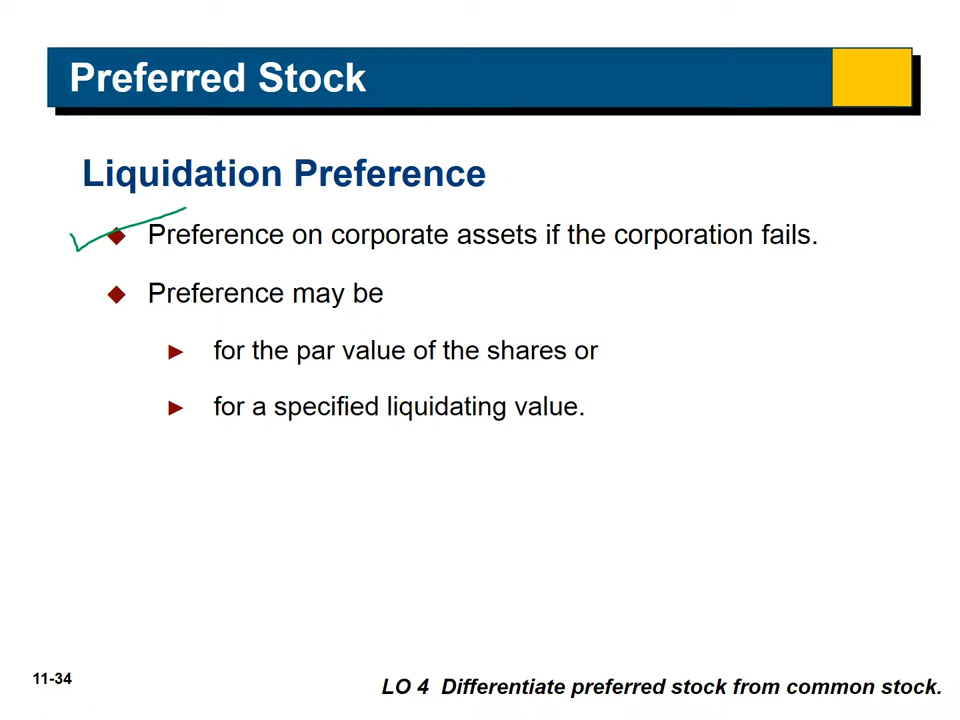 Preferred Stock
Liquidation Preference
Preference on corporate assets if the corporation fails.
Preference may be
for the par value of the shares or
for a specified liquidating value.
11-34
LO 4 Differentiate preferred stock from common stock.